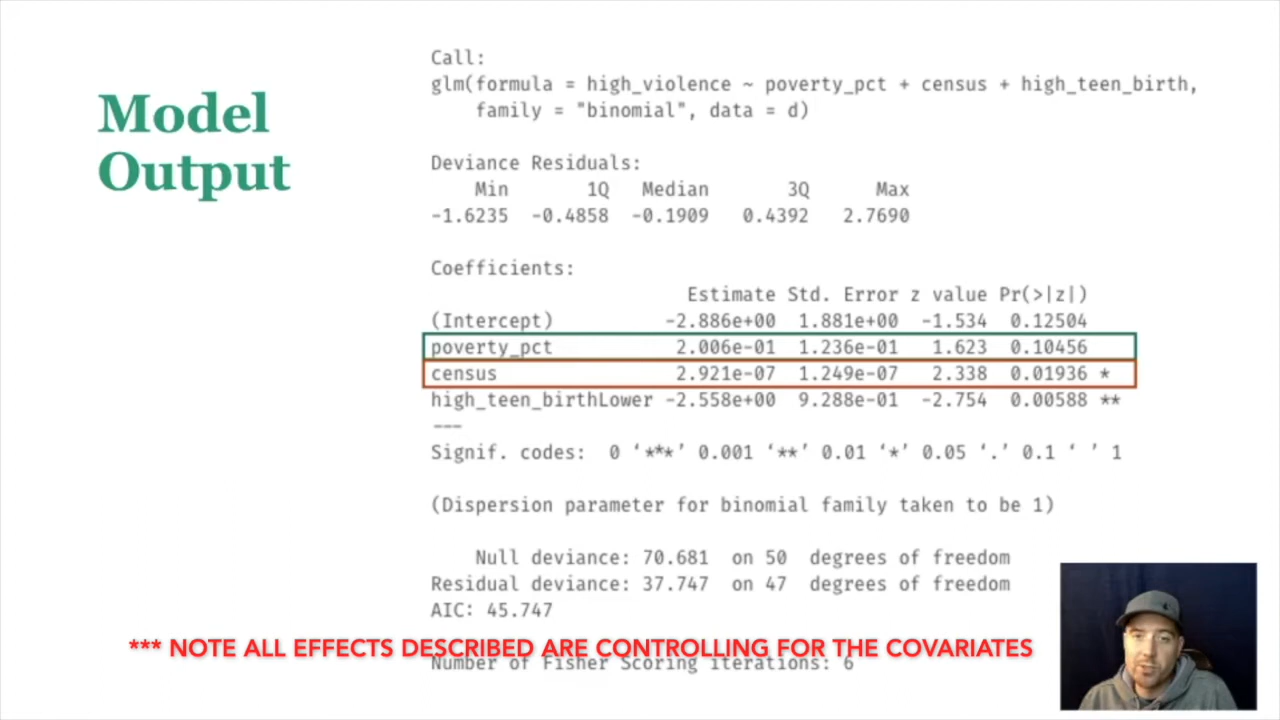 Model
Output
Call:
glm(formula = high_violence ~ poverty_pct + census + high_teen_birth,
family = "binomial", data = d)
Deviance Residuals:
Min 1Q Median 3Q Max
-1.6235 -0.4858 -0.1909 0.4392 2.7690
Coefficients:
Estimate Std. Error z value Pr(>|z|)
(Intercept) -2.886e+00 1.881e+00 -1.534 0.12504
poverty_pct 2.006e-01 1.236e-01 1.623 0.10456
census 2.921e-07 1.249e-07 2.338 0.01936 *
high_teen_birthLower -2.558e+00 9.288e-01 -2.754 0.00588 **
---
Signif. codes: 0 ‘***’ 0.001 ‘**’ 0.01 ‘*’ 0.05 ‘.’ 0.1 ‘ ’ 1
(Dispersion parameter for binomial family taken to be 1)
Null deviance: 70.681 on 50 degrees of freedom
Residual deviance: 37.747 on 47 degrees of freedom
AIC: 45.747
*** NOTE ALL EFFECTS DESCRIBED ARE CONTROLLING FOR THE COVARIATES
Number of Fisher Scoring iterations: 6